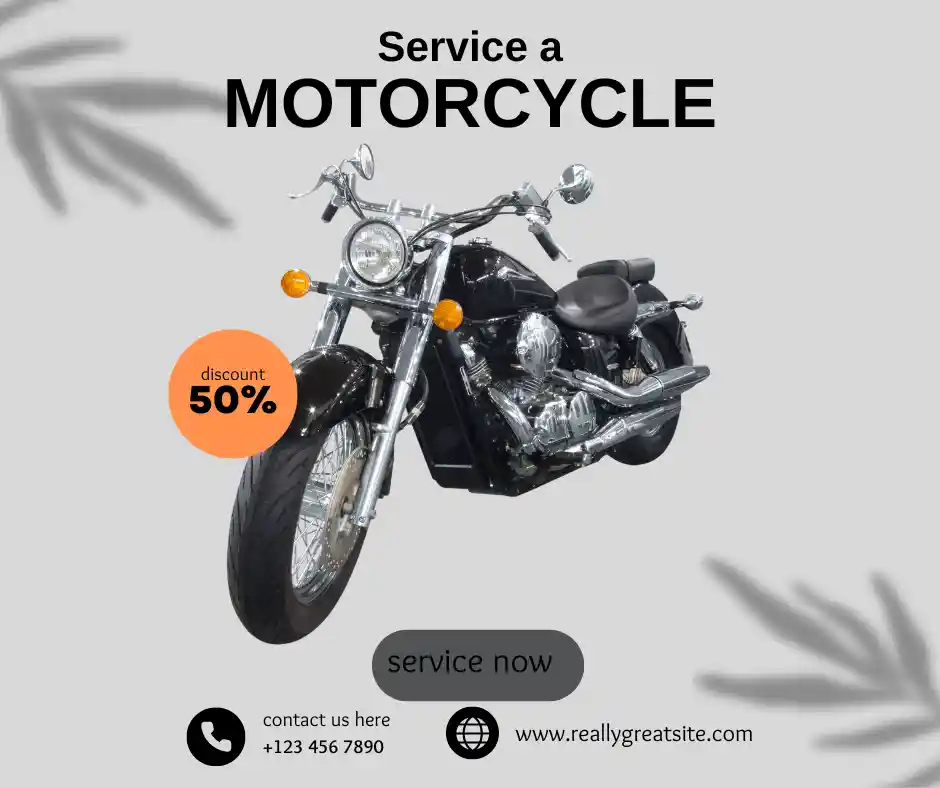 Service a
MOTORCYCLE
discount
50%
service now
contact us here
+123 456 7890
www.reallygreatsite.com